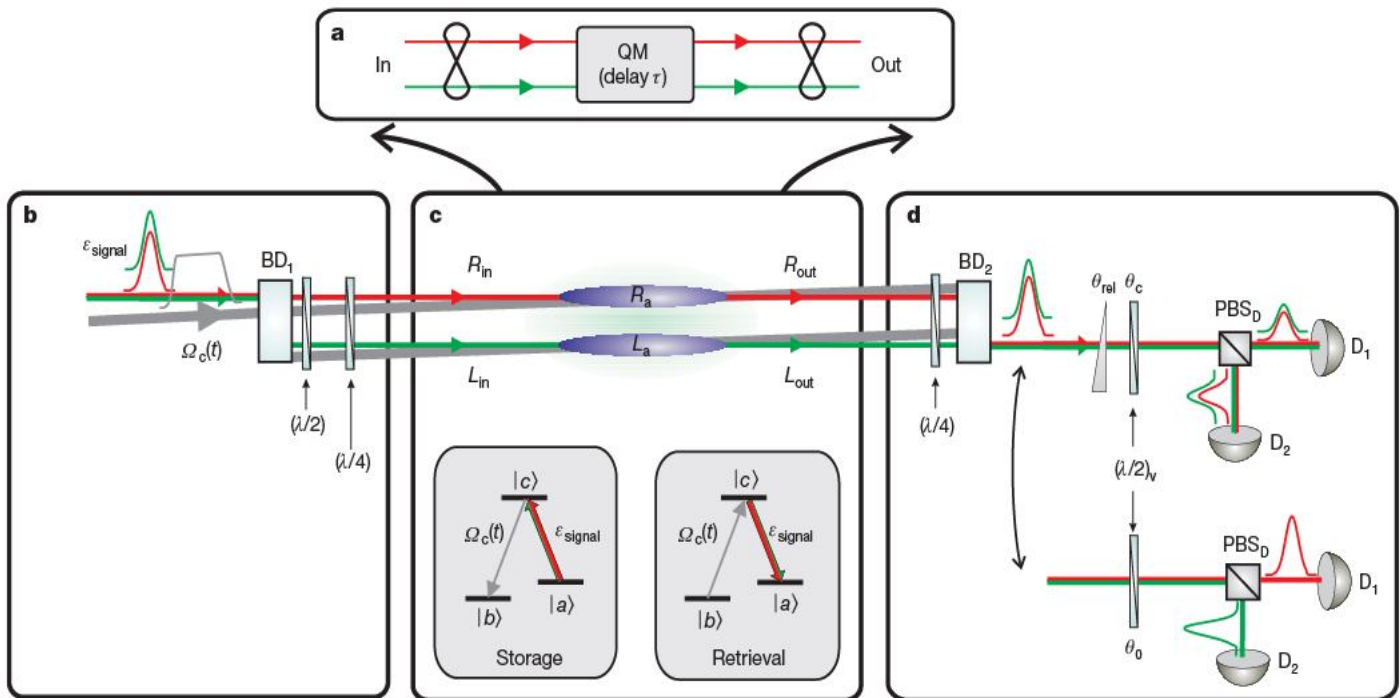 a
In
QM
(delay τ)
Out
b
ε_signal
BD₁
Ω_c(t)
(λ/2)
(λ/4)
c
R_in
R_a
R_out
L_in
L_a
L_out
|c⟩
Ω_c(t)
ε_signal
|b⟩
|a⟩
Storage
|c⟩
Ω_c(t)
ε_signal
|b⟩
|a⟩
Retrieval
d
(λ/4)
BD₂
θ_rel
θ_c
PBS_D
D₁
D₂
(λ/2)_v
θ₀
PBS_D
D₁
D₂